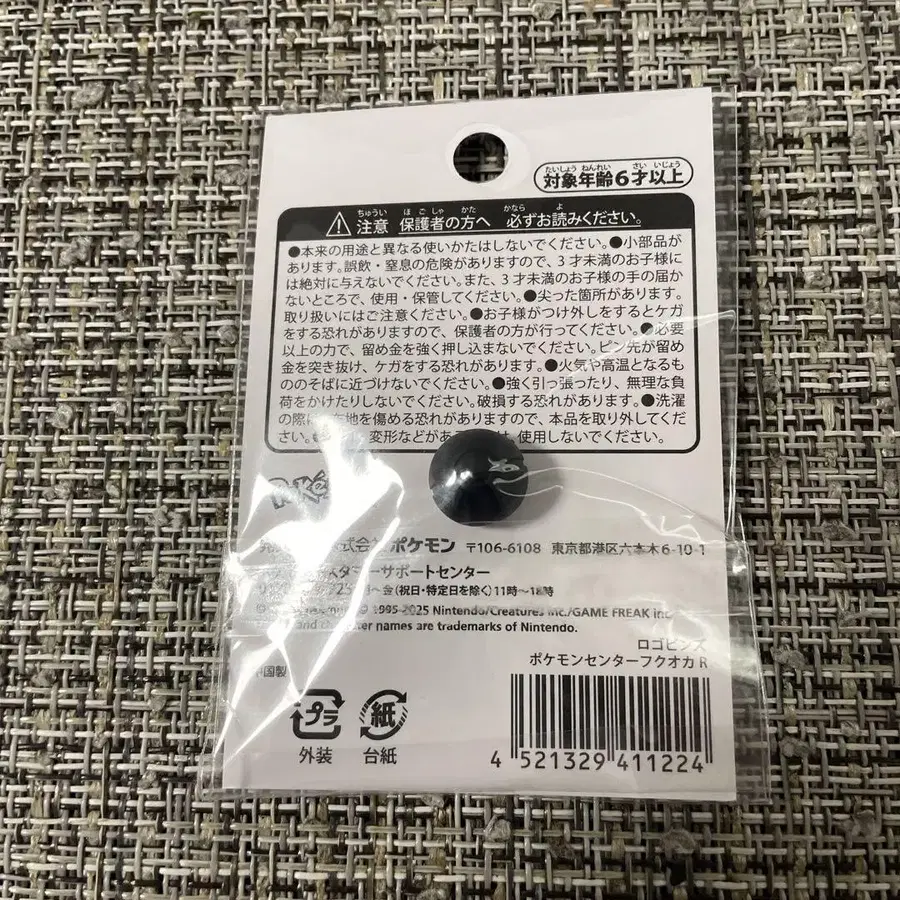 対象年齢6才以上
たいしょう ねんれい さい いじょう
⚠注意 保護者の方へ 必ずお読みください。
ちゅうい ほごしゃ かた かなら よ
●本来の用途と異なる使いかたはしないでください。●小部品が
あります。誤飲・窒息の危険がありますので、3才未満のお子様に
は絶対に与えないでください。また、3才未満のお子様の手の届か
ないところで、使用・保管してください。●尖った箇所があります。
取り扱いにはご注意ください。●お子様がつけ外しをするとケガ
をする恐れがありますので、保護者の方が行ってください。●必要
以上の力で、留め金を強く押し込まないでください。ピン先が留め
金を突き抜け、ケガをする恐れがあります。●火気や高温となるも
ののそばに近づけないでください。●強く引っ張ったり、無理な負
荷をかけたりしないでください。破損する恐れがあります。●洗濯
の際に 地を傷める恐れがありますので、本品を取り外してくだ
さい。 変形などがあ 使用しないでください。
Poké
式会社ポケモン 〒106-6108 東京都港区六本木6-10-1
スタマーサポートセンター
金(祝日・特定日を除く)11時〜18時
1995-2025 Nintendo/Creatures Inc./GAME FREAK inc.
and character names are trademarks of Nintendo.
ロゴピンズ
ポケモンセンターフクオカ R
中国製
プラ
外装
紙
台紙
4 521329 411224